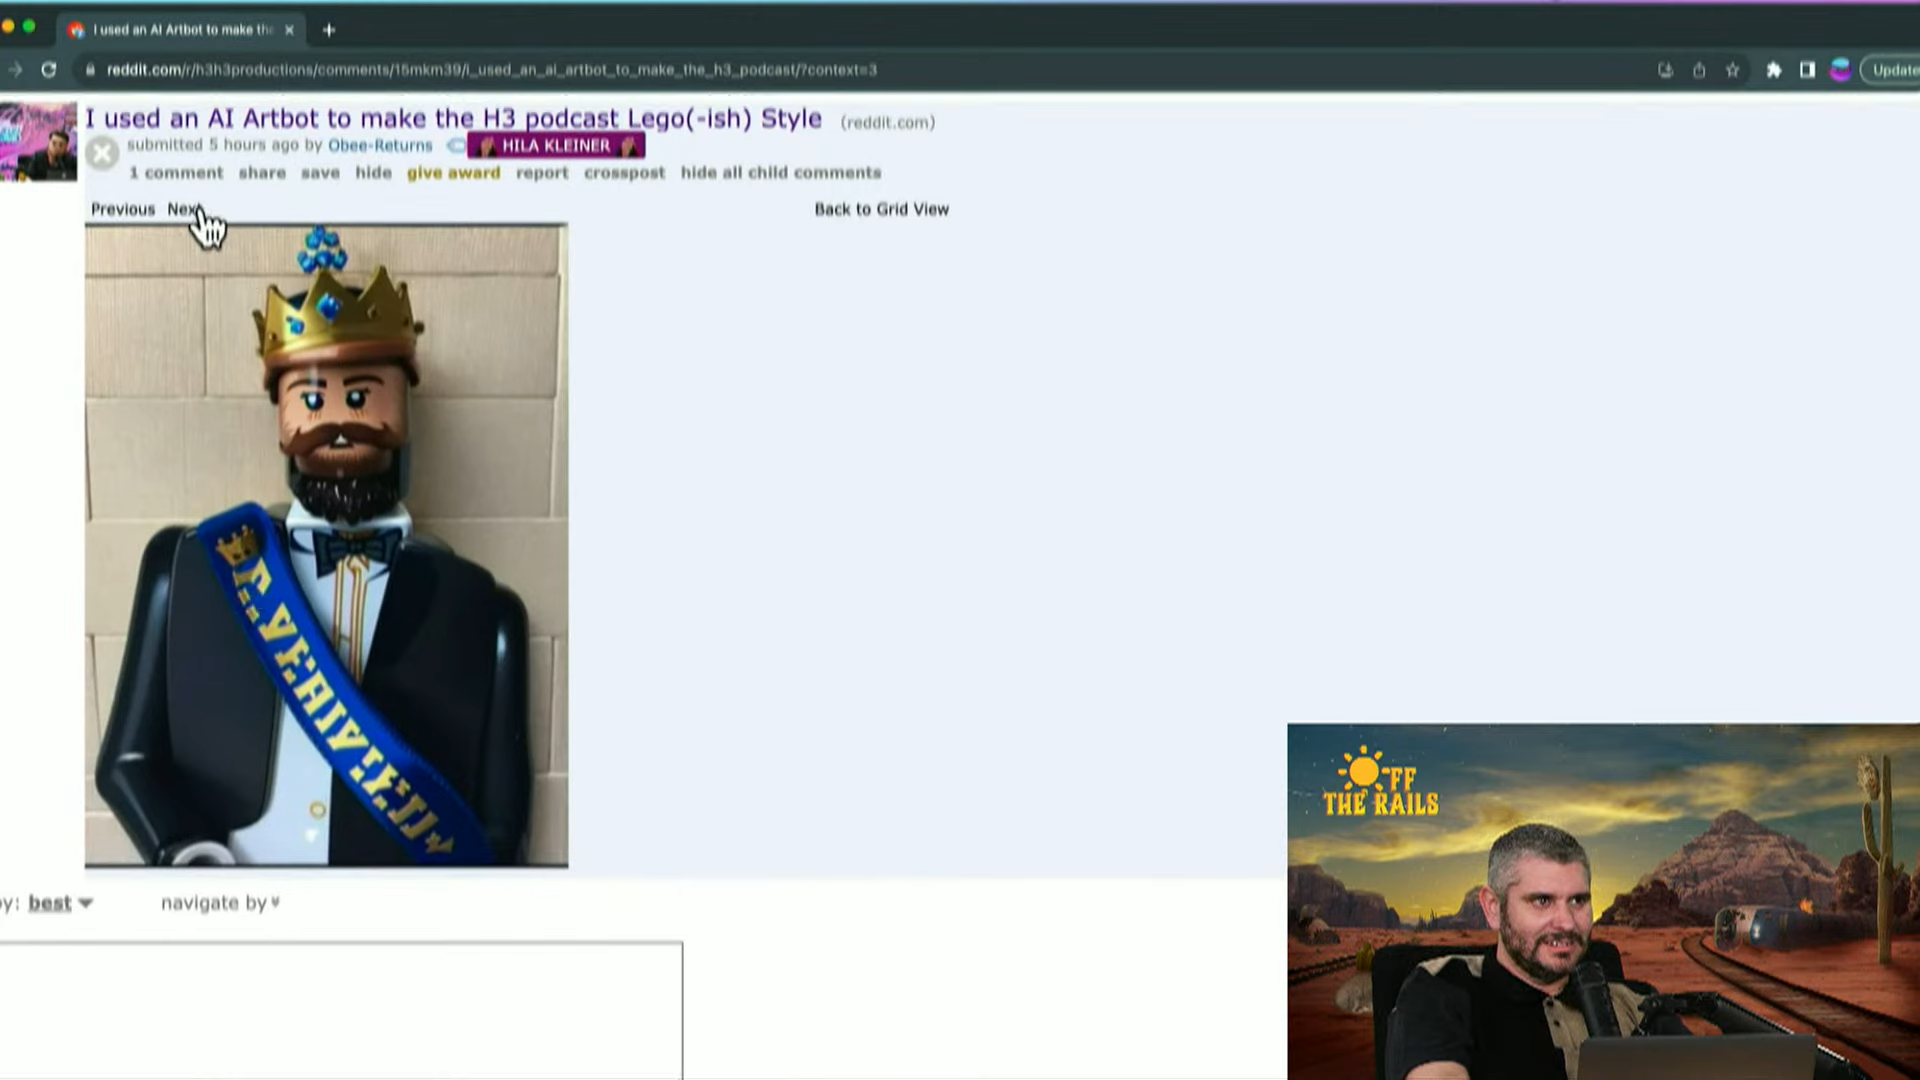 I used an AI Artbot to make the
reddit.com/r/h3h3productions/comments/15mkm39/i_used_an_ai_artbot_to_make_the_h3_podcast/?context=3
Update
I used an AI Artbot to make the H3 podcast Lego(-ish) Style (reddit.com)
submitted 5 hours ago by Obee-Returns HILA KLEINER
1 comment share save hide give award report crosspost hide all child comments
Previous Next Back to Grid View
by: best navigate by
OFF
THE RAILS